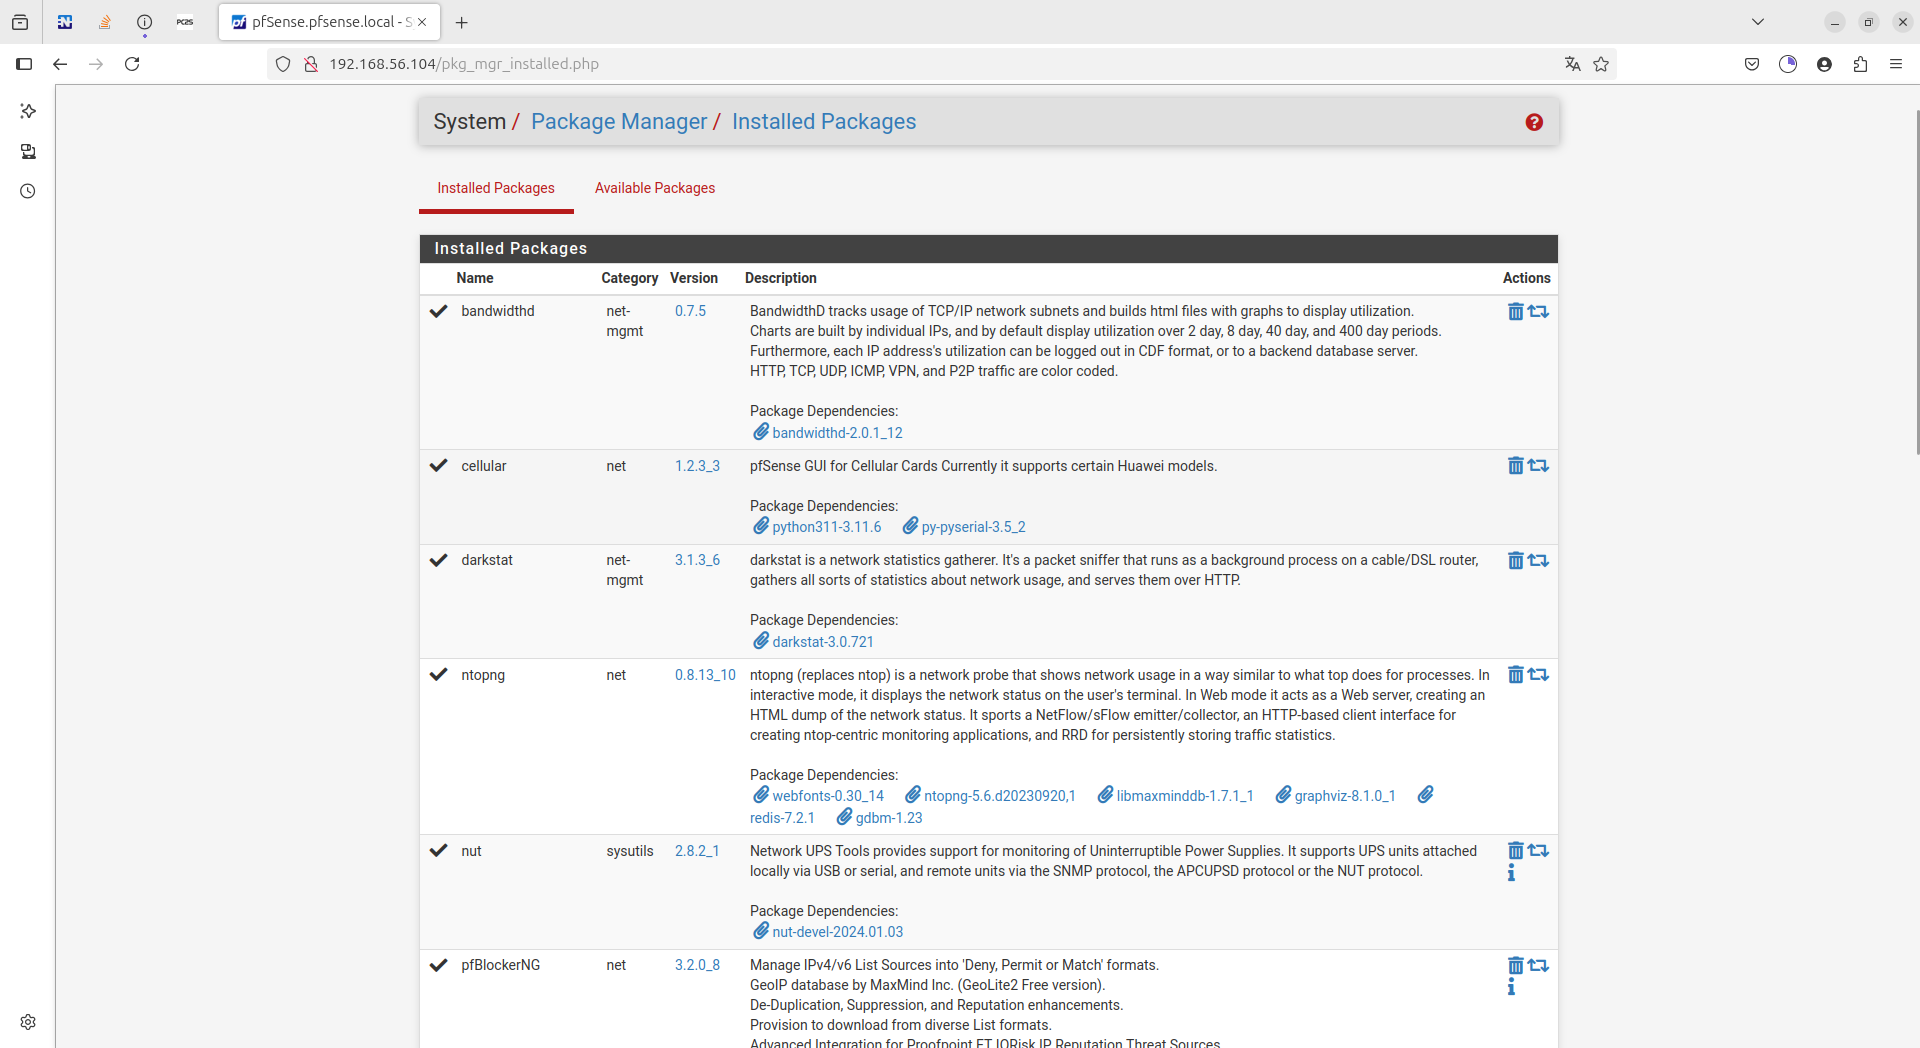 PC2S
pfSense.pfsense.local - S
192.168.56.104/pkg_mgr_installed.php
System / Package Manager / Installed Packages
Installed Packages
Available Packages
Installed Packages
Name Category Version Description Actions
bandwidthd
net-
mgmt
0.7.5
BandwidthD tracks usage of TCP/IP network subnets and builds html files with graphs to display utilization.
Charts are built by individual IPs, and by default display utilization over 2 day, 8 day, 40 day, and 400 day periods.
Furthermore, each IP address's utilization can be logged out in CDF format, or to a backend database server.
HTTP, TCP, UDP, ICMP, VPN, and P2P traffic are color coded.
Package Dependencies:
bandwidthd-2.0.1_12
cellular
net
1.2.3_3
pfSense GUI for Cellular Cards Currently it supports certain Huawei models.
Package Dependencies:
python311-3.11.6 py-pyserial-3.5_2
darkstat
net-
mgmt
3.1.3_6
darkstat is a network statistics gatherer. It's a packet sniffer that runs as a background process on a cable/DSL router,
gathers all sorts of statistics about network usage, and serves them over HTTP.
Package Dependencies:
darkstat-3.0.721
ntopng
net
0.8.13_10
ntopng (replaces ntop) is a network probe that shows network usage in a way similar to what top does for processes. In
interactive mode, it displays the network status on the user's terminal. In Web mode it acts as a Web server, creating an
HTML dump of the network status. It sports a NetFlow/sFlow emitter/collector, an HTTP-based client interface for
creating ntop-centric monitoring applications, and RRD for persistently storing traffic statistics.
Package Dependencies:
webfonts-0.30_14 ntopng-5.6.d20230920,1 libmaxminddb-1.7.1_1 graphviz-8.1.0_1
redis-7.2.1 gdbm-1.23
nut
sysutils
2.8.2_1
Network UPS Tools provides support for monitoring of Uninterruptible Power Supplies. It supports UPS units attached
locally via USB or serial, and remote units via the SNMP protocol, the APCUPSD protocol or the NUT protocol.
Package Dependencies:
nut-devel-2024.01.03
pfBlockerNG
net
3.2.0_8
Manage IPv4/v6 List Sources into 'Deny, Permit or Match' formats.
GeoIP database by MaxMind Inc. (GeoLite2 Free version).
De-Duplication, Suppression, and Reputation enhancements.
Provision to download from diverse List formats.
Advanced Integration for Proofpoint ET IQRisk IP Reputation Threat Sources.